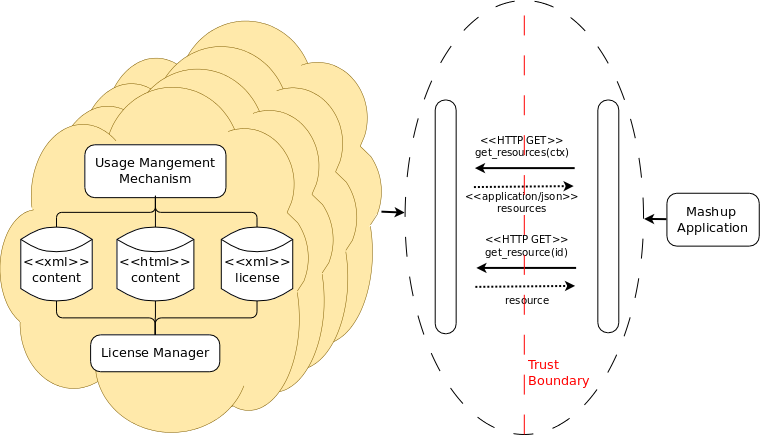 Usage Mangement
Mechanism
<<xml>>
content
<<html>>
content
<<xml>>
license
License Manager
<<HTTP GET>>
get_resources(ctx)
<<application/json>>
resources
<<HTTP GET>>
get_resource(id)
resource
Trust
Boundary
Mashup
Application